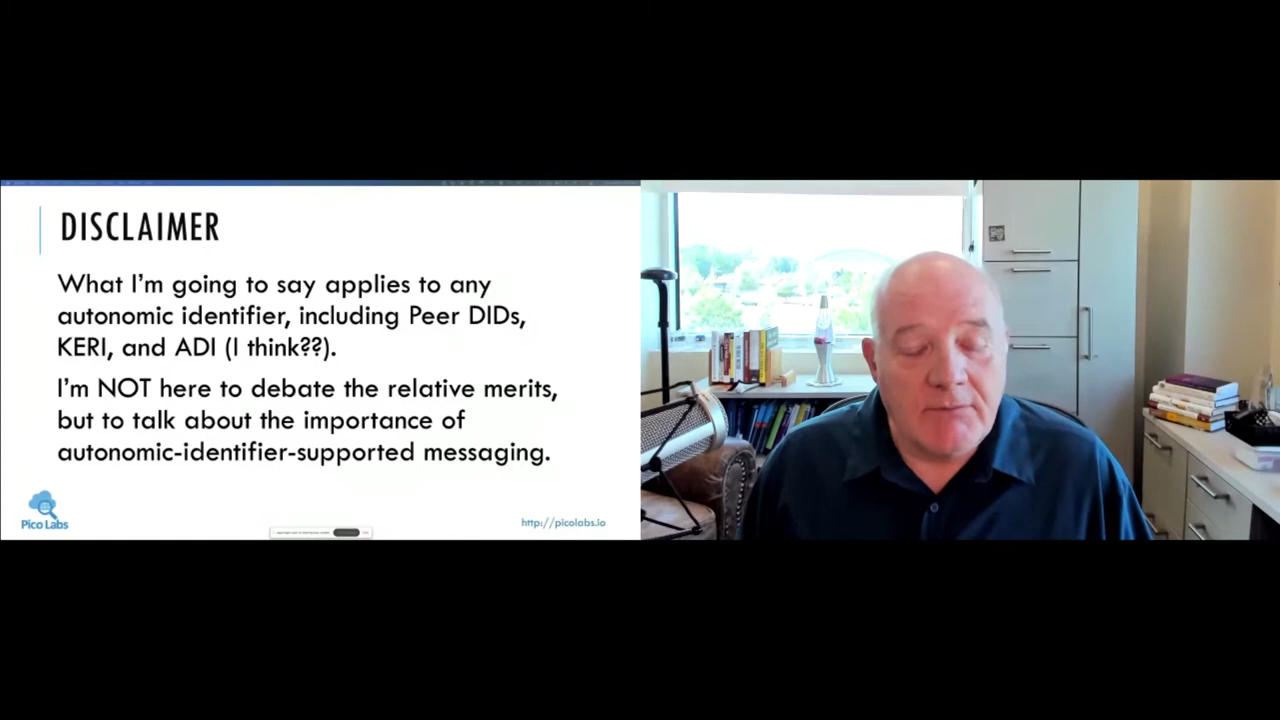 DISCLAIMER
What I'm going to say applies to any
autonomic identifier, including Peer DIDs,
KERI, and ADI (I think??).
I'm NOT here to debate the relative merits,
but to talk about the importance of
autonomic-identifier-supported messaging.
Pico Labs
http://picolabs.io